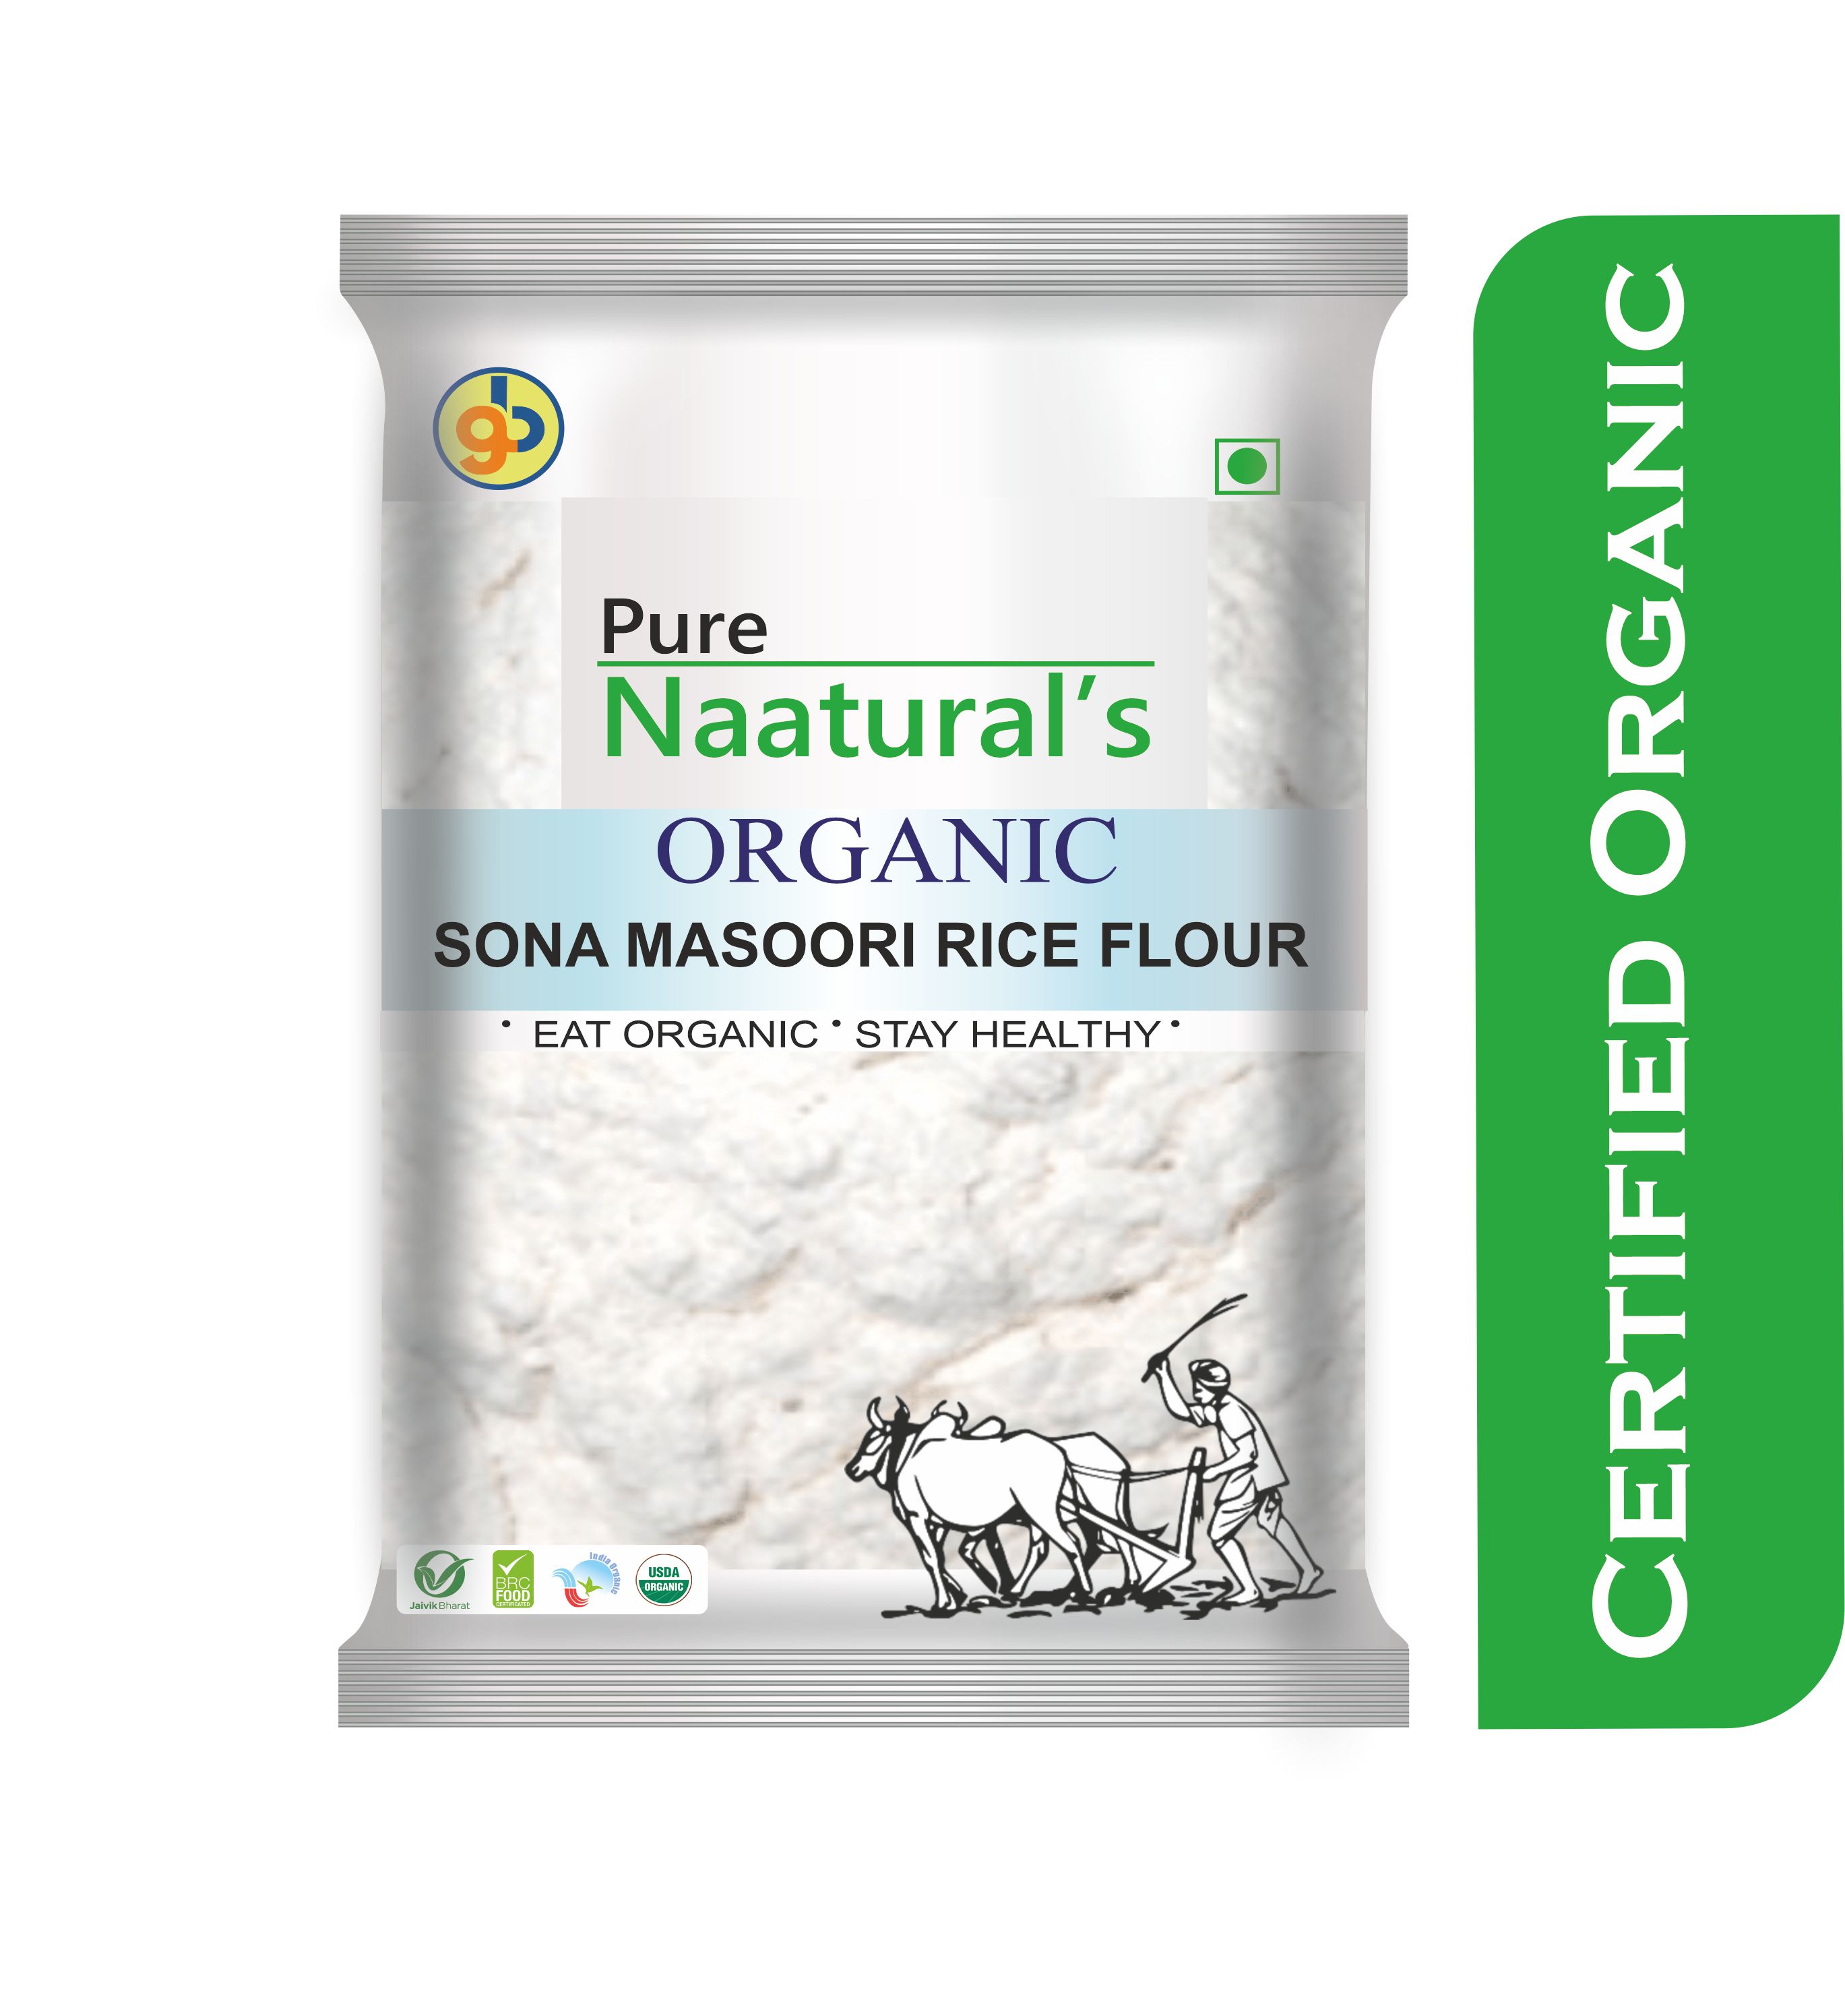 gb
Pure
Naatural's
ORGANIC
SONA MASOORI RICE FLOUR
• EAT ORGANIC • STAY HEALTHY •
Jaivik Bharat
BRC
FOOD
CERTIFICATED
India Organic
USDA
ORGANIC
CERTIFIED ORGANIC